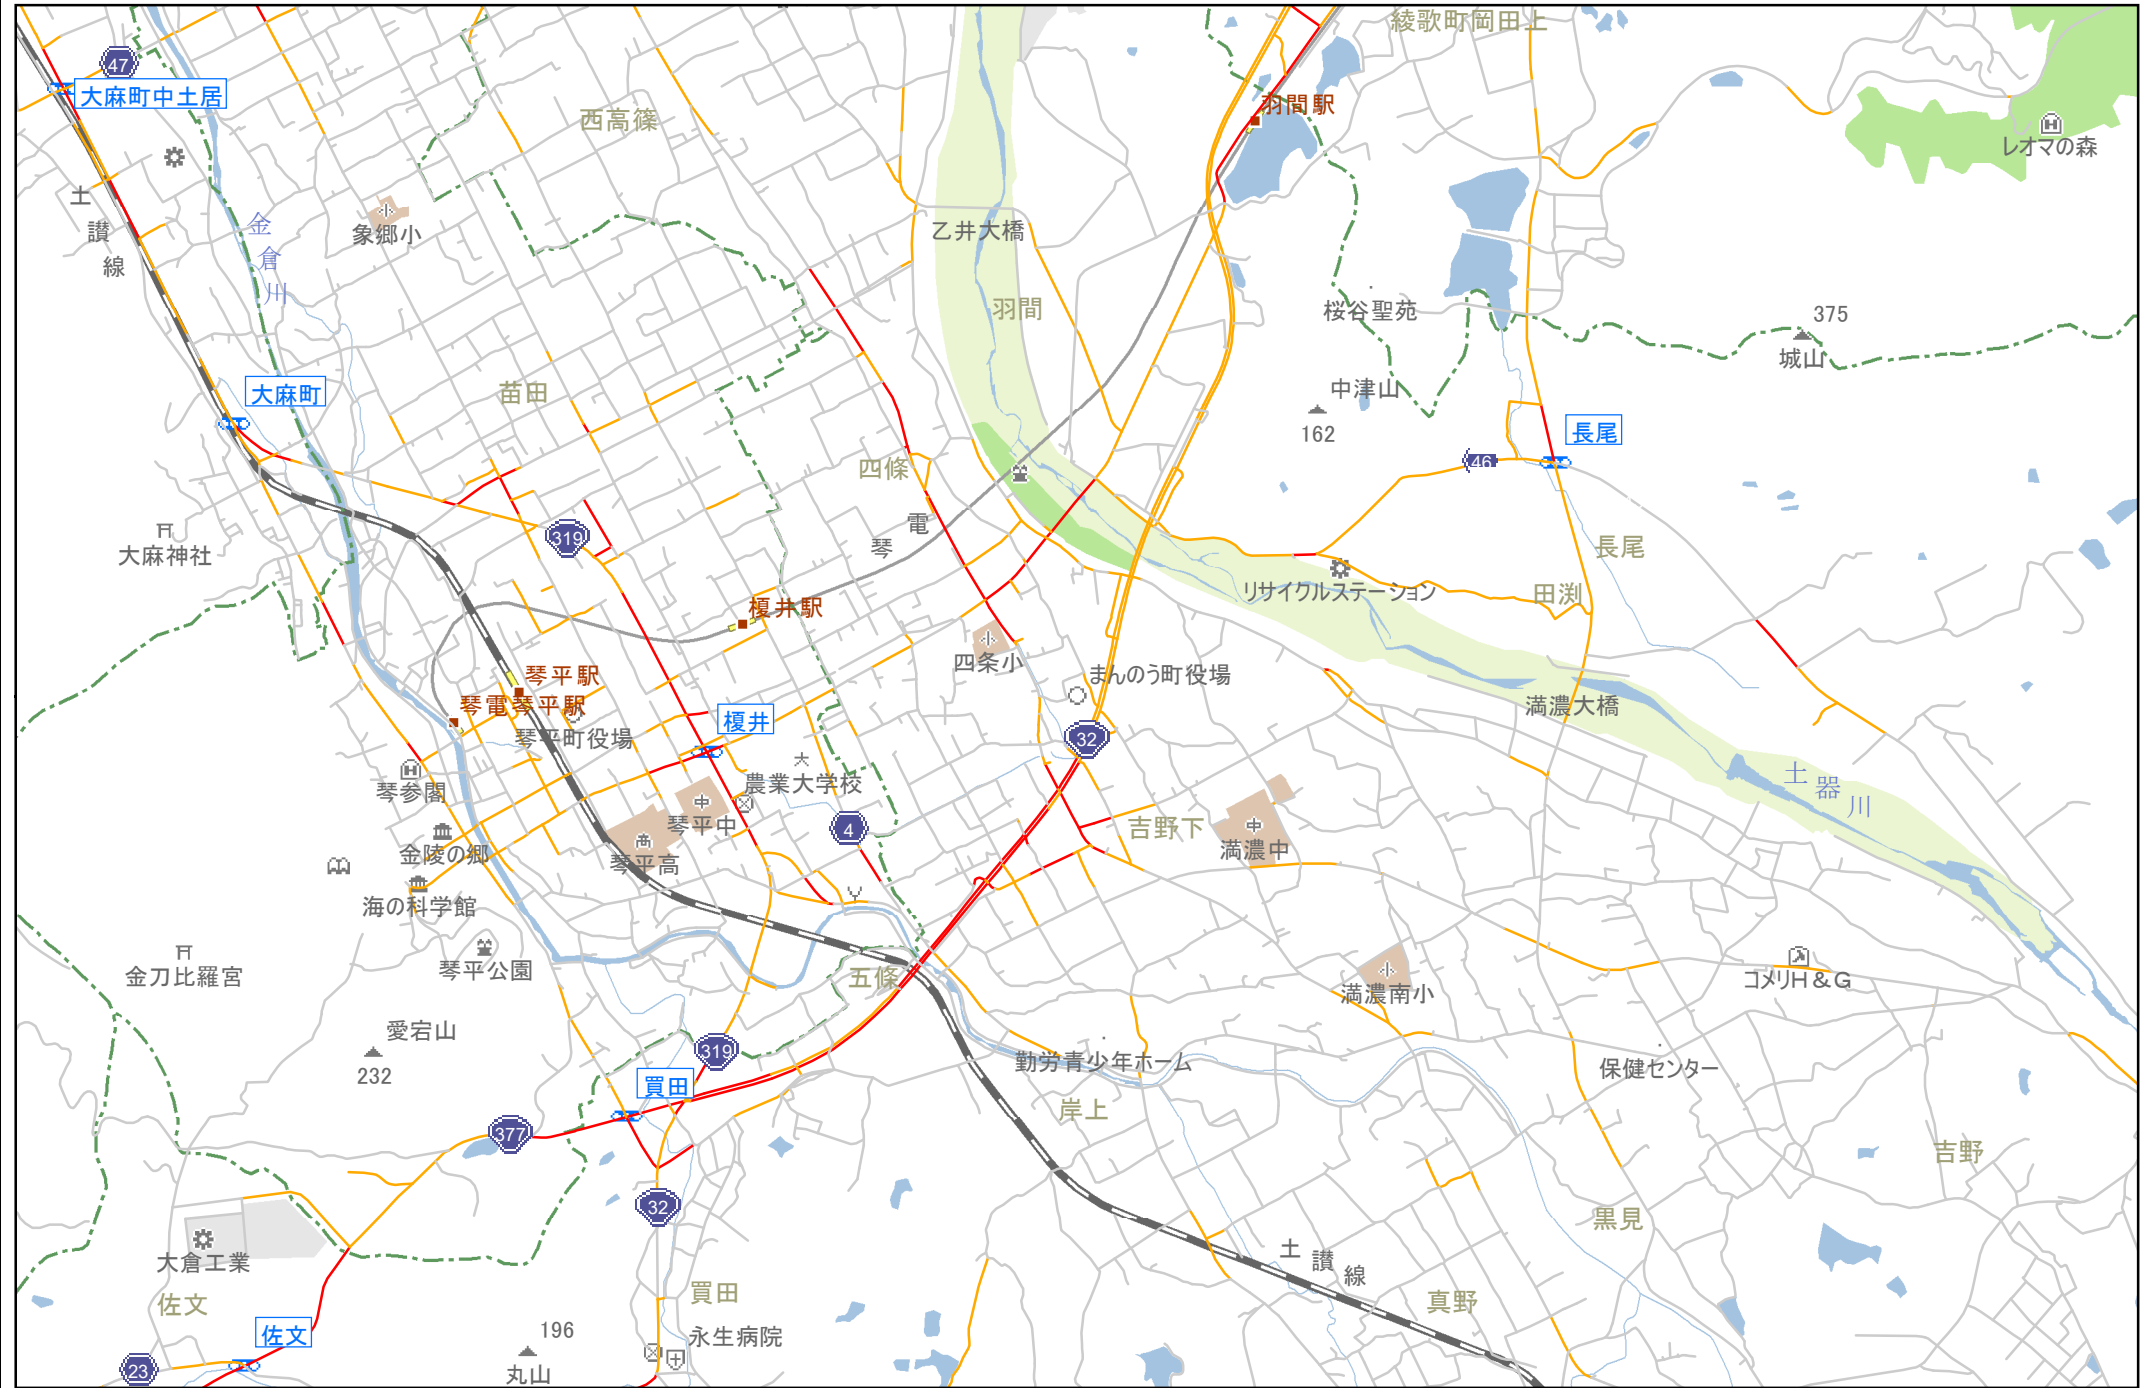 綾歌町岡田上
47
大麻町中土居
羽間駅
西高篠
レオマの森
土讃線
金倉川
象郷小
乙井大橋
羽間
桜谷聖苑
375
城山
大麻町
苗田
中津山
162
長尾
46
四條
琴電
319
大麻神社
長尾
リサイクルステーション
田渕
榎井駅
四条小
まんのう町役場
琴平駅
琴電琴平駅
榎井
琴平町役場
満濃大橋
32
大
農業大学校
琴参閣
土器川
中
琴平中
4
吉野下
中
満濃中
金陵の郷
高
琴平高
海の科学館
琴平公園
金刀比羅宮
五條
満濃南小
コメリH&G
愛宕山
232
319
勤労青少年ホーム
保健センター
買田
岸上
377
吉野
32
黒見
大倉工業
土讃線
買田
真野
佐文
佐文
196
永生病院
丸山
23